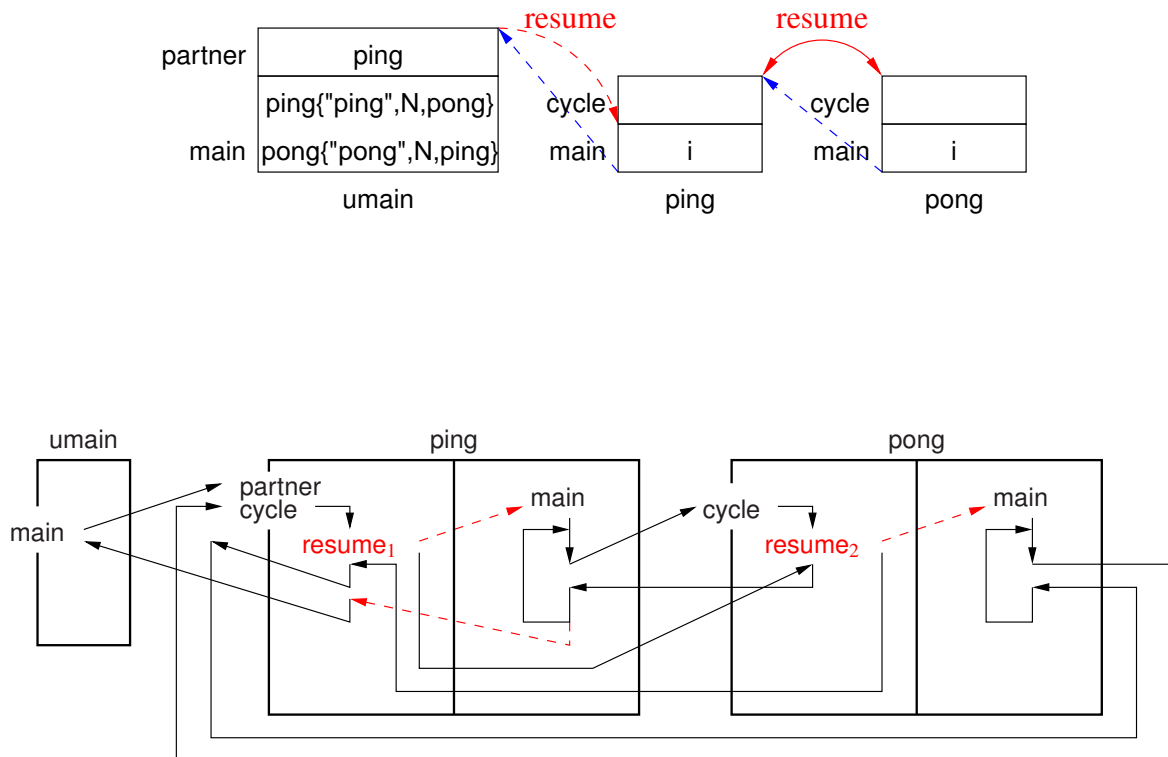 resume resume
partner ping
ping{"ping",N,pong} cycle cycle
main pong{"pong",N,ping} main i main i
umain ping pong
umain ping pong
partner main main
cycle cycle
main resume₁ resume₂